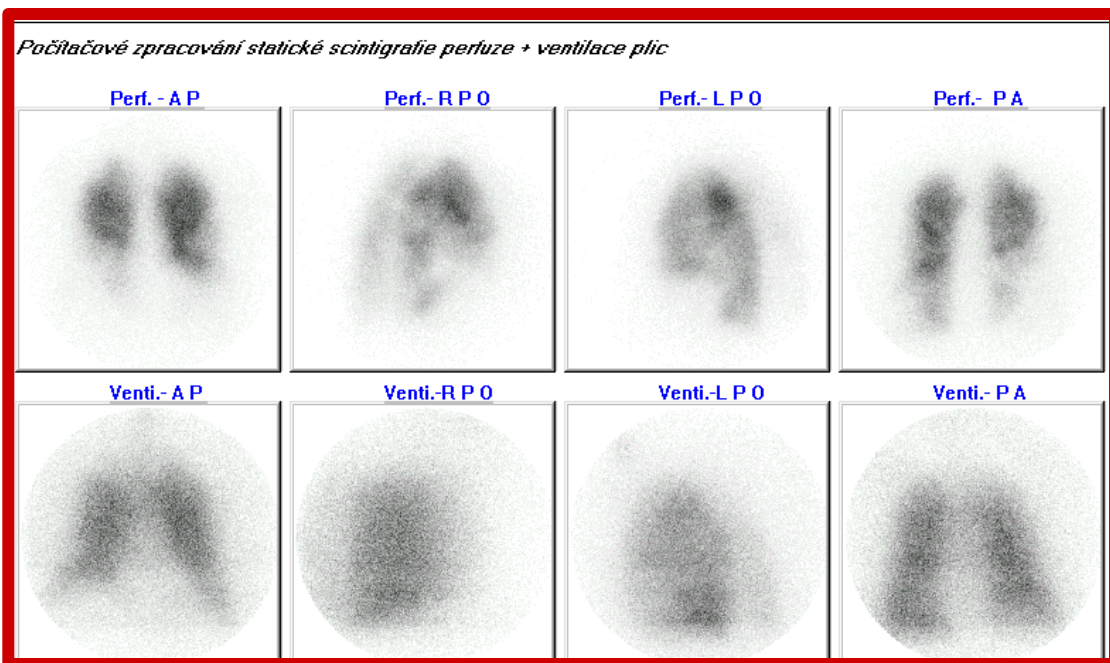 Počítačové zpracování statické scintigrafie perfuze + ventilace plic
Perf. - A P
Perf.- R P O
Perf.- L P O
Perf.- P A
Venti.- A P
Venti.-R P O
Venti.-L P O
Venti.- P A